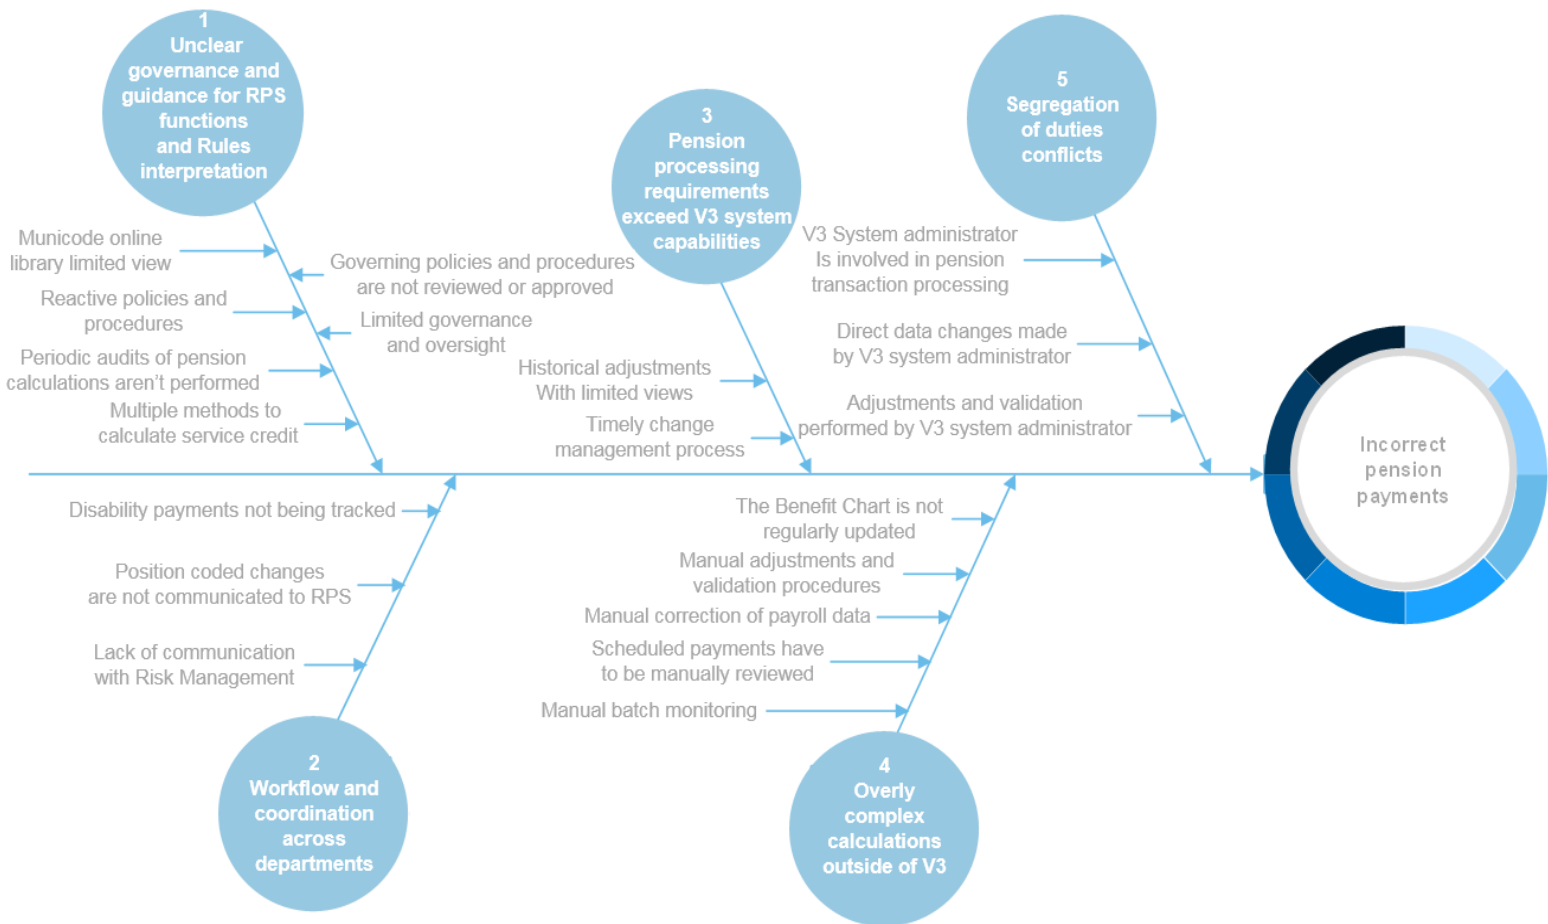 1
Unclear
governance and
guidance for RPS
functions
and Rules
interpretation
Municode online
library limited view
Governing policies and procedures
are not reviewed or approved
Reactive policies and
procedures
Limited governance
and oversight
Periodic audits of pension
calculations aren't performed
Multiple methods to
calculate service credit
3
Pension
processing
requirements
exceed V3 system
capabilities
Historical adjustments
With limited views
Timely change
management process
5
Segregation
of duties
conflicts
V3 System administrator
Is involved in pension
transaction processing
Direct data changes made
by V3 system administrator
Adjustments and validation
performed by V3 system administrator
Incorrect
pension
payments
Disability payments not being tracked
Position coded changes
are not communicated to RPS
Lack of communication
with Risk Management
2
Workflow and
coordination
across
departments
The Benefit Chart is not
regularly updated
Manual adjustments and
validation procedures
Manual correction of payroll data
Scheduled payments have
to be manually reviewed
Manual batch monitoring
4
Overly
complex
calculations
outside of V3